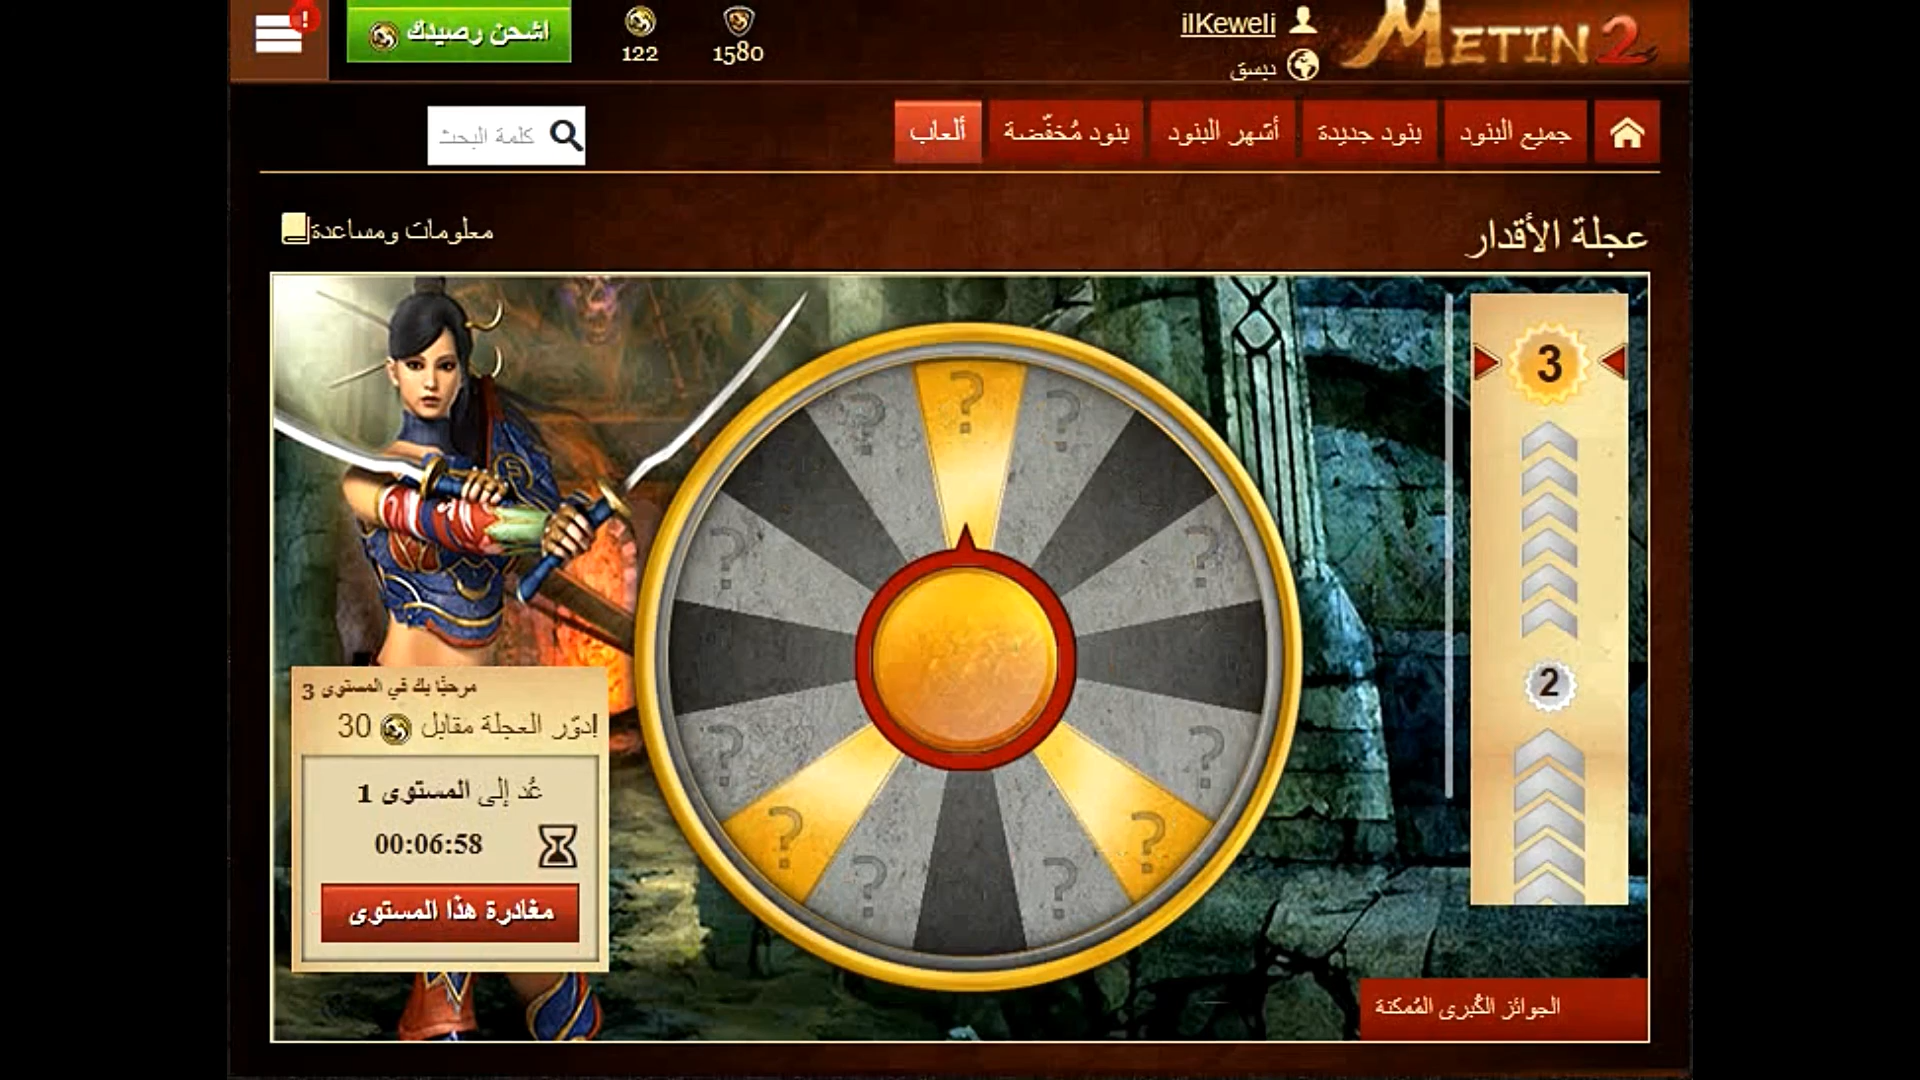 !
اشحن رصيدك
122
1580
ilKeweli
نبسق
METIN2
كلمة البحث
ألعاب
بنود مُخفّضة
أشهر البنود
بنود جديدة
جميع البنود
معلومات ومساعدة
عجلة الأقدار
?
?
?
?
?
?
?
?
?
?
?
3
2
مرحبًا بك في المستوى 3
إدوّر العجلة مقابل 30
عُد إلى المستوى 1
00:06:58
مغادرة هذا المستوى
الجوائز الكُبرى المُمكنة